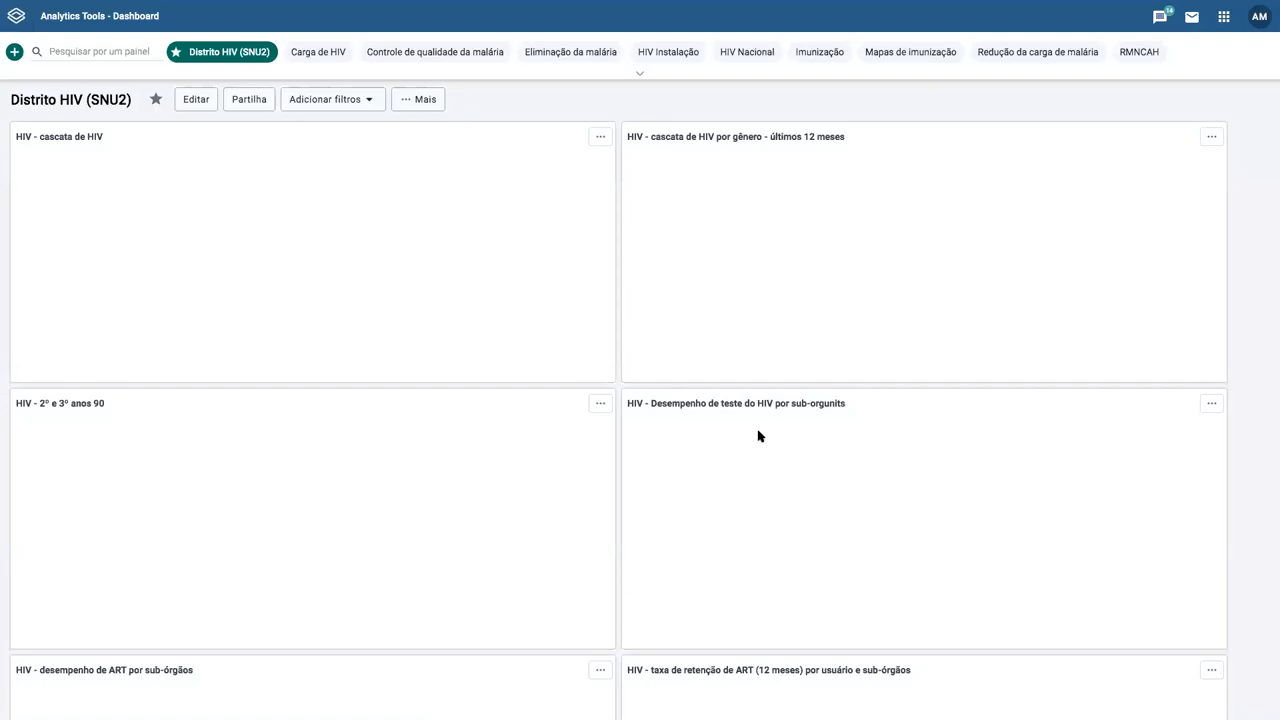 Analytics Tools - Dashboard
14
AM
Pesquisar por um painel
Distrito HIV (SNU2)
Carga de HIV
Controle de qualidade da malária
Eliminação da malária
HIV Instalação
HIV Nacional
Imunização
Mapas de imunização
Redução da carga de malária
RMNCAH
Distrito HIV (SNU2)
Editar
Partilha
Adicionar filtros
Mais
HIV - cascata de HIV
HIV - cascata de HIV por gênero - últimos 12 meses
HIV - 2º e 3º anos 90
HIV - Desempenho de teste do HIV por sub-orgunits
HIV - desempenho de ART por sub-órgãos
HIV - taxa de retenção de ART (12 meses) por usuário e sub-órgãos